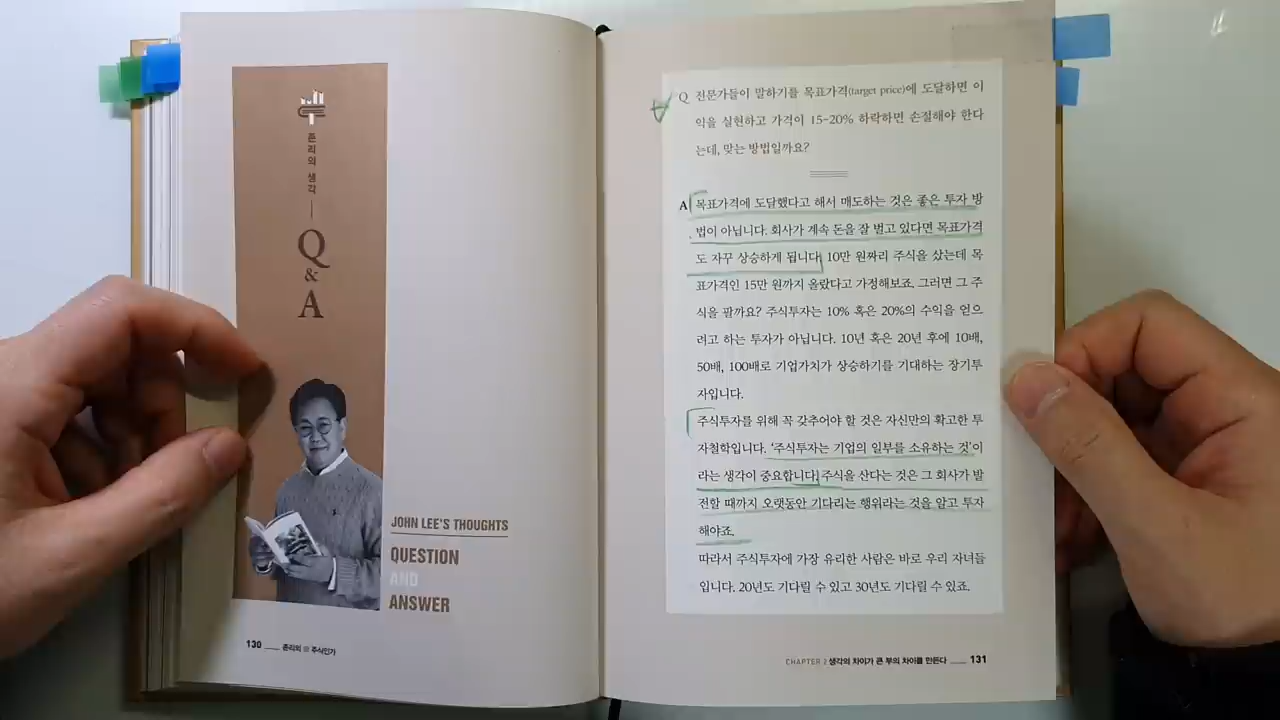 존리의 생각
Q
&
A
JOHN LEE'S THOUGHTS
QUESTION
AND
ANSWER
130 존리의 주식인가
Q 전문가들이 말하기를 목표가격(target price)에 도달하면 이
익을 실현하고 가격이 15-20% 하락하면 손절해야 한다
는데, 맞는 방법일까요?
A 목표가격에 도달했다고 해서 매도하는 것은 좋은 투자 방
법이 아닙니다. 회사가 계속 돈을 잘 벌고 있다면 목표가격
도 자꾸 상승하게 됩니다. 10만 원짜리 주식을 샀는데 목
표가격인 15만 원까지 올랐다고 가정해보죠. 그러면 그 주
식을 팔까요? 주식투자는 10% 혹은 20%의 수익을 얻으
려고 하는 투자가 아닙니다. 10년 혹은 20년 후에 10배,
50배, 100배로 기업가치가 상승하기를 기대하는 장기투
자입니다.
주식투자를 위해 꼭 갖추어야 할 것은 자신만의 확고한 투
자철학입니다. '주식투자는 기업의 일부를 소유하는 것'이
라는 생각이 중요합니다. 주식을 산다는 것은 그 회사가 발
전할 때까지 오랫동안 기다리는 행위라는 것을 알고 투자
해야죠.
따라서 주식투자에 가장 유리한 사람은 바로 우리 자녀들
입니다. 20년도 기다릴 수 있고 30년도 기다릴 수 있죠.
CHAPTER 2 생각의 차이가 큰 부의 차이를 만든다 131